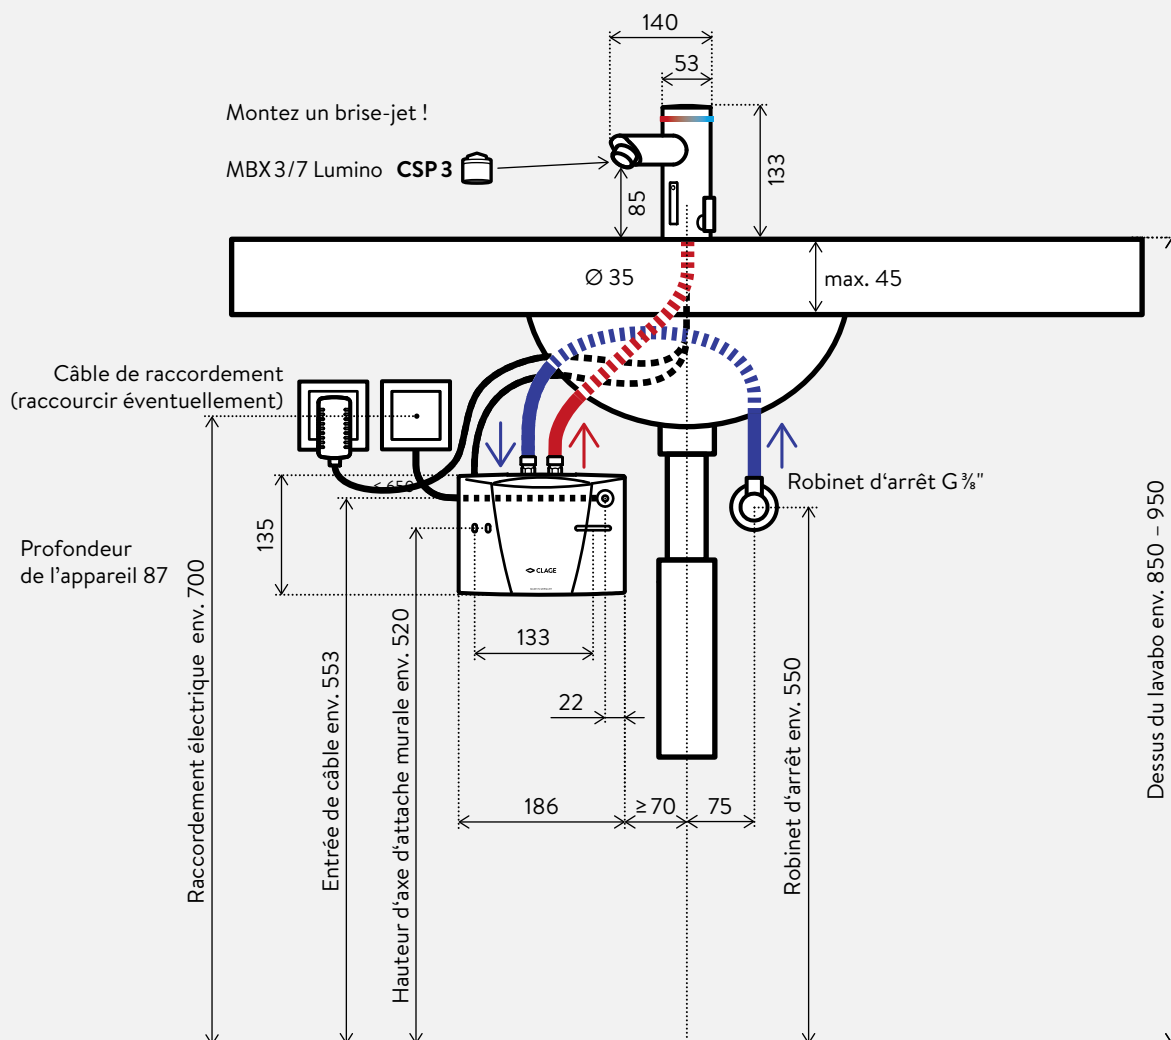 140
53
Montez un brise-jet !
MBX 3/7 Lumino CSP 3
133
85
Ø 35
max. 45
Câble de raccordement
(raccourcir éventuellement)
≤ 650
Robinet d'arrêt G ⅜"
135
Profondeur
de l'appareil 87
CLAGE
133
22
186
≥ 70
75
Raccordement électrique env. 700
Entrée de câble env. 553
Hauteur d'axe d'attache murale env. 520
Robinet d'arrêt env. 550
Dessus du lavabo env. 850 – 950